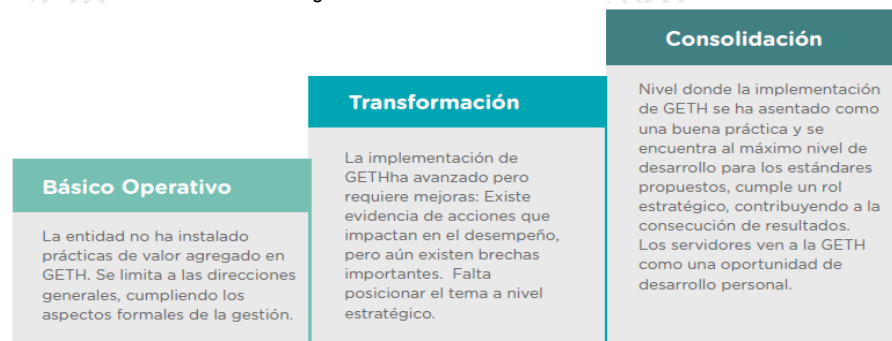 Consolidación
Nivel donde la implementación
de GETH se ha asentado como
una buena práctica y se
encuentra al máximo nivel de
desarrollo para los estándares
propuestos, cumple un rol
estratégico, contribuyendo a la
consecución de resultados.
Los servidores ven a la GETH
como una oportunidad de
desarrollo personal.
Transformación
La implementación de
GETHha avanzado pero
requiere mejoras: Existe
evidencia de acciones que
impactan en el desempeño,
pero aún existen brechas
importantes. Falta
posicionar el tema a nivel
estratégico.
Básico Operativo
La entidad no ha instalado
prácticas de valor agregado en
GETH. Se limita a las direcciones
generales, cumpliendo los
aspectos formales de la gestión.